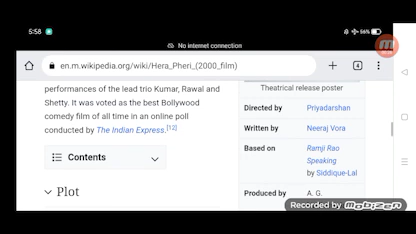 5:58
56%
No internet connection
en.m.wikipedia.org/wiki/Hera_Pheri_(2000_film)
4
performances of the lead trio Kumar, Rawal and
Shetty. It was voted as the best Bollywood
comedy film of all time in an online poll
conducted by The Indian Express.[12]
Contents
Plot
Theatrical release poster
Directed by Priyadarshan
Written by Neeraj Vora
Based on Ramji Rao
Speaking
by Siddique-Lal
Produced by A. G.
Recorded by Mobizen